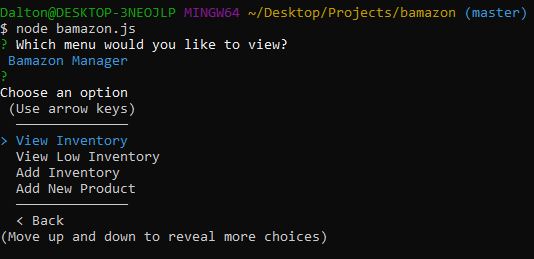 Dalton@DESKTOP-3NEOJLP MINGW64 ~/Desktop/Projects/bamazon (master)
$ node bamazon.js
? Which menu would you like to view?
Bamazon Manager
?
Choose an option
(Use arrow keys)
──────────────
> View Inventory
View Low Inventory
Add Inventory
Add New Product
──────────────
< Back
(Move up and down to reveal more choices)